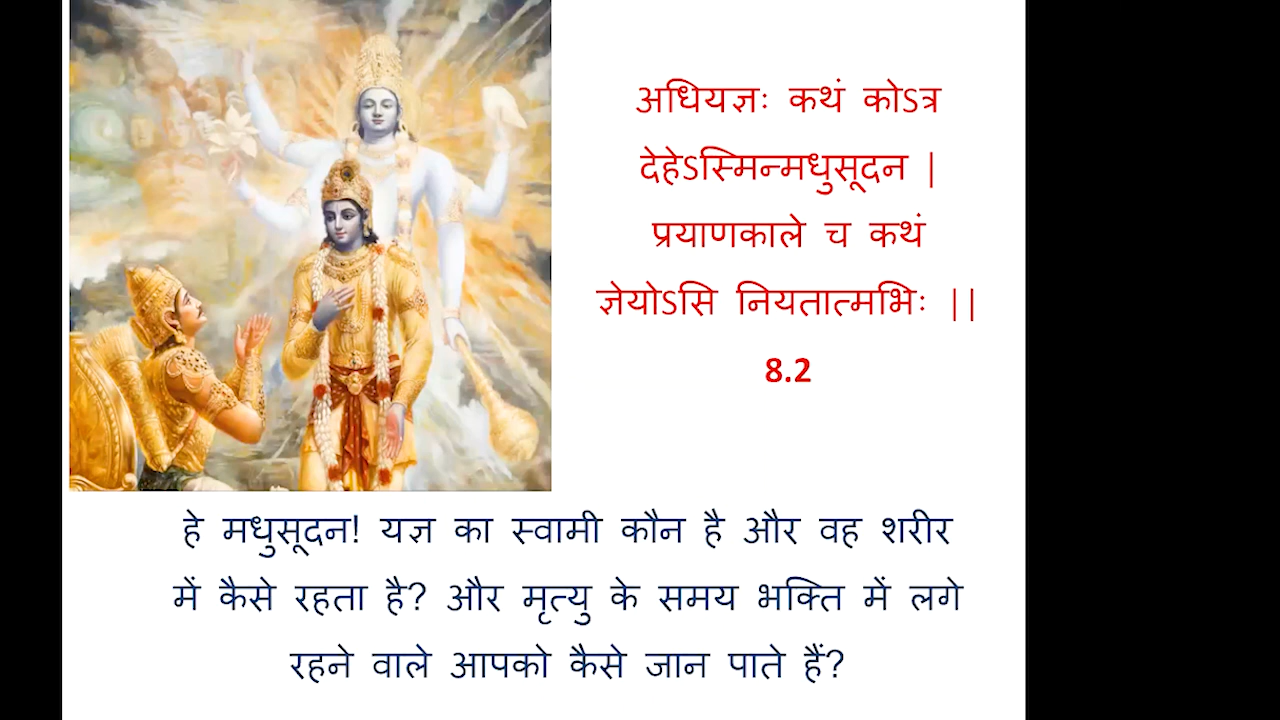 अधियज्ञः कथं कोऽत्र
देहेऽस्मिन्मधुसूदन |
प्रयाणकाले च कथं
ज्ञेयोऽसि नियतात्मभिः ||
8.2
हे मधुसूदन! यज्ञ का स्वामी कौन है और वह शरीर
में कैसे रहता है? और मृत्यु के समय भक्ति में लगे
रहने वाले आपको कैसे जान पाते हैं?